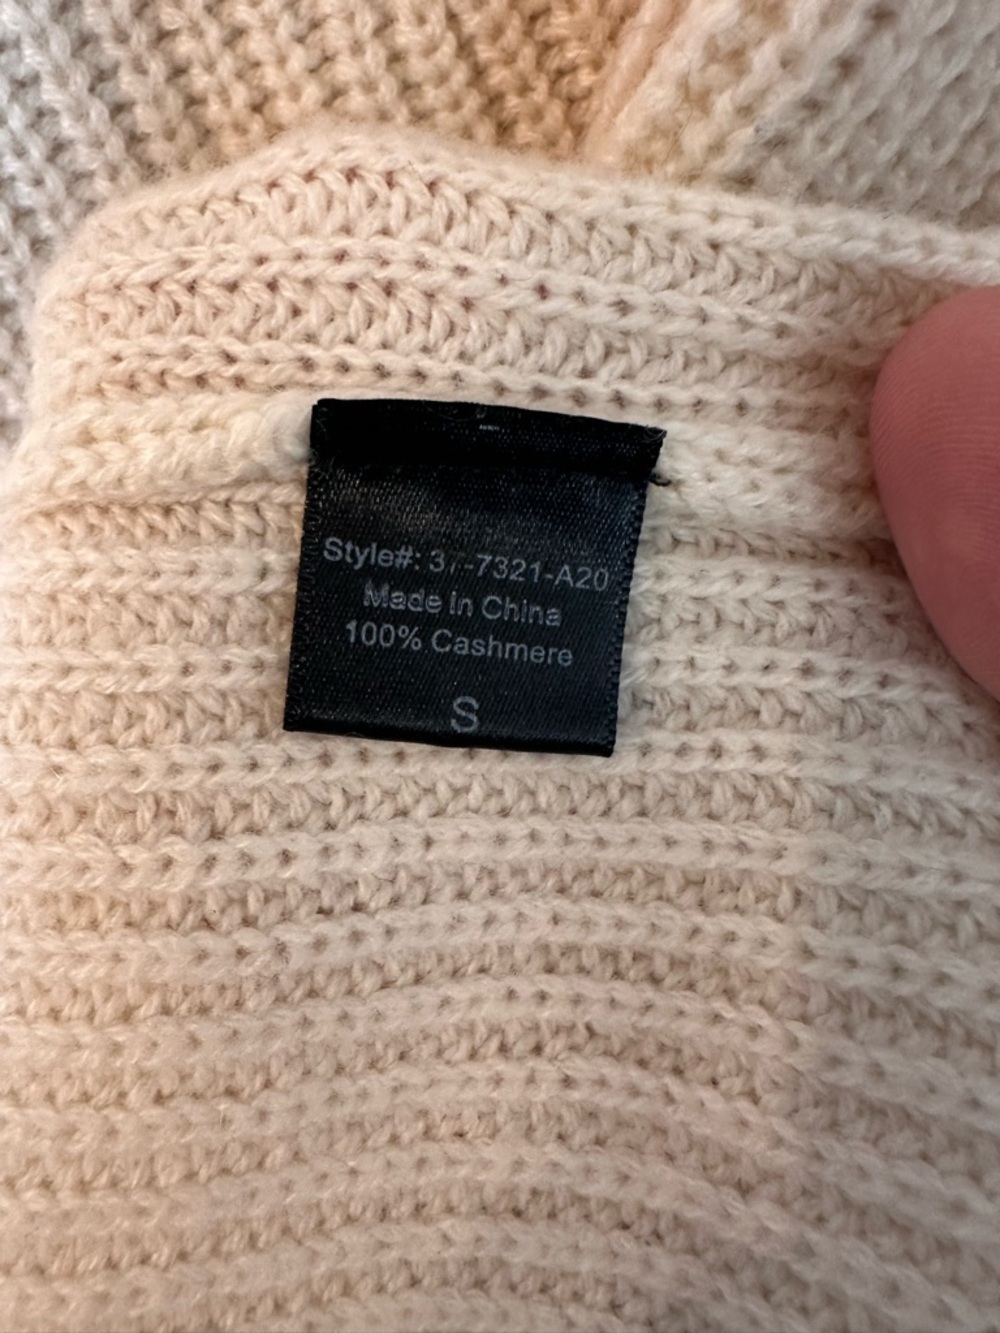 Style#: 37-7321-A20
Made in China
100% Cashmere
S